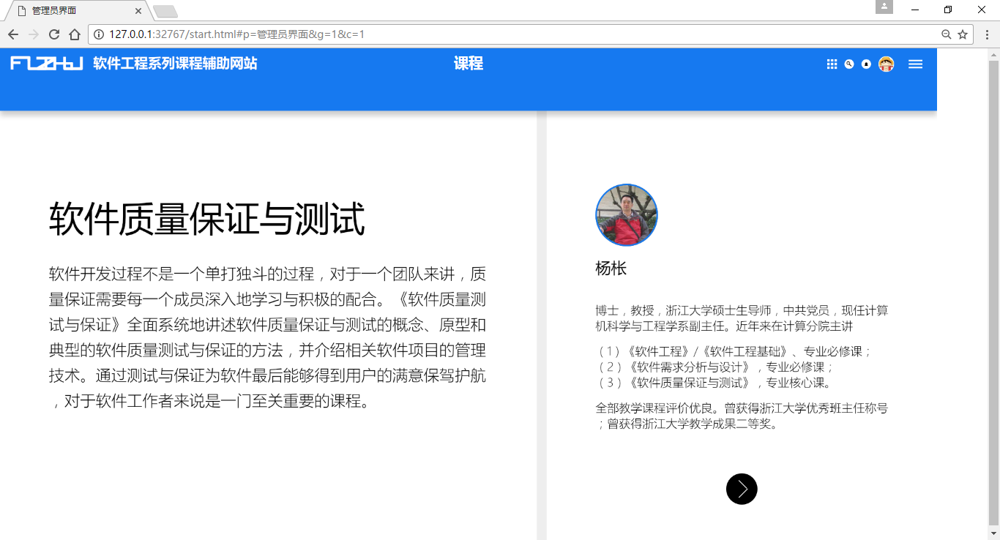 管理员界面
127.0.0.1:32767/start.html#p=管理员界面&g=1&c=1
软件工程系列课程辅助网站
课程
软件质量保证与测试
软件开发过程不是一个单打独斗的过程，对于一个团队来讲，质
量保证需要每一个成员深入地学习与积极的配合。《软件质量测
试与保证》全面系统地讲述软件质量保证与测试的概念、原型和
典型的软件质量测试与保证的方法，并介绍相关软件项目的管理
技术。通过测试与保证为软件最后能够得到用户的满意保驾护航
，对于软件工作者来说是一门至关重要的课程。
杨枨
博士，教授，浙江大学硕士生导师，中共党员，现任计算
机科学与工程学系副主任。近年来在计算分院主讲
（1）《软件工程》/《软件工程基础》、专业必修课；
（2）《软件需求分析与设计》，专业必修课；
（3）《软件质量保证与测试》，专业核心课。
全部教学课程评价优良。曾获得浙江大学优秀班主任称号
；曾获得浙江大学教学成果二等奖。